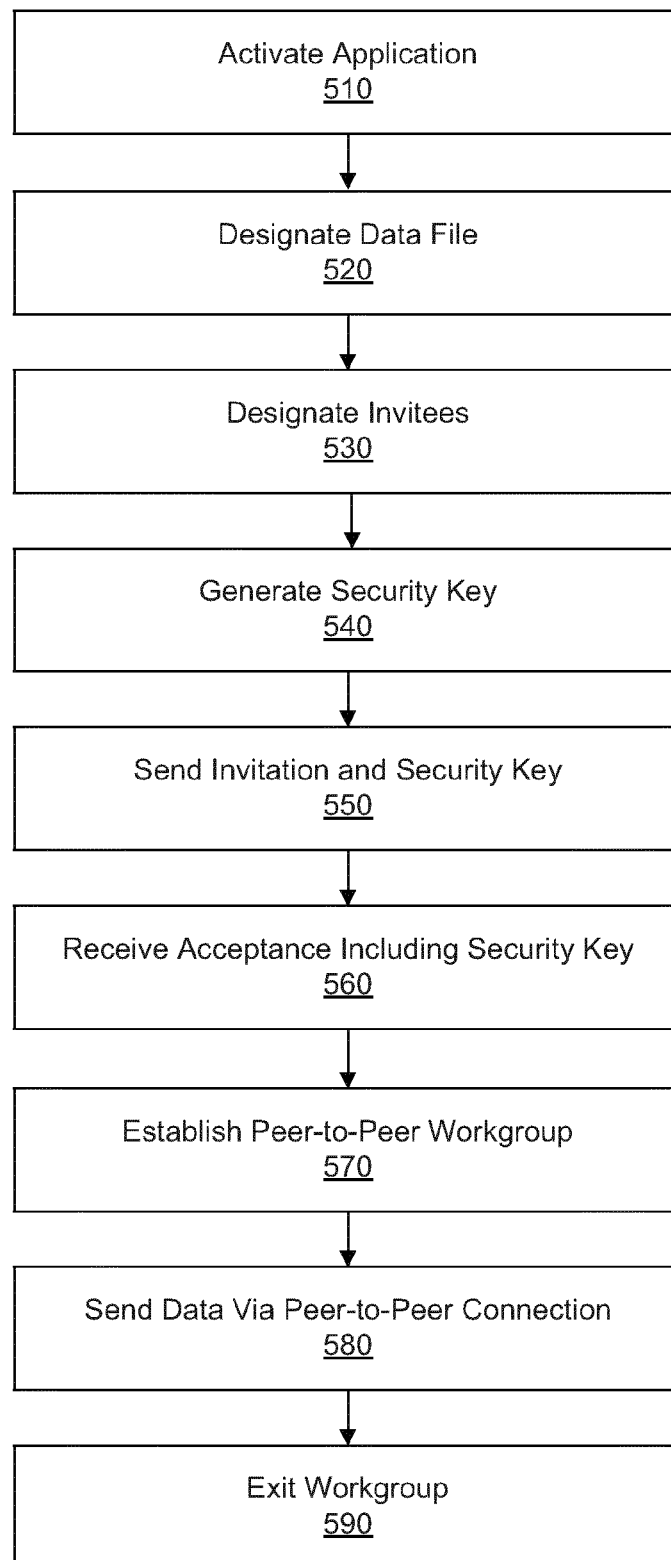 Activate Application
510
Designate Data File
520
Designate Invitees
530
Generate Security Key
540
Send Invitation and Security Key
550
Receive Acceptance Including Security Key
560
Establish Peer-to-Peer Workgroup
570
Send Data Via Peer-to-Peer Connection
580
Exit Workgroup
590